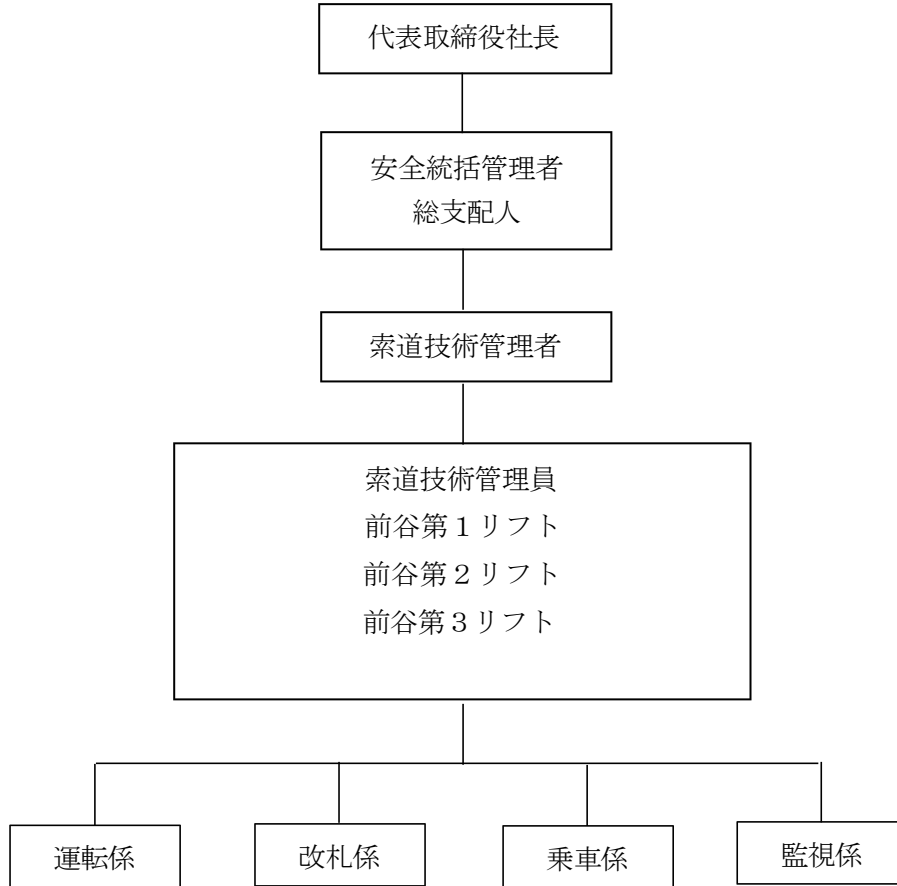 代表取締役社長
安全統括管理者
総支配人
索道技術管理者
索道技術管理員
前谷第１リフト
前谷第２リフト
前谷第３リフト
運転係
改札係
乗車係
監視係